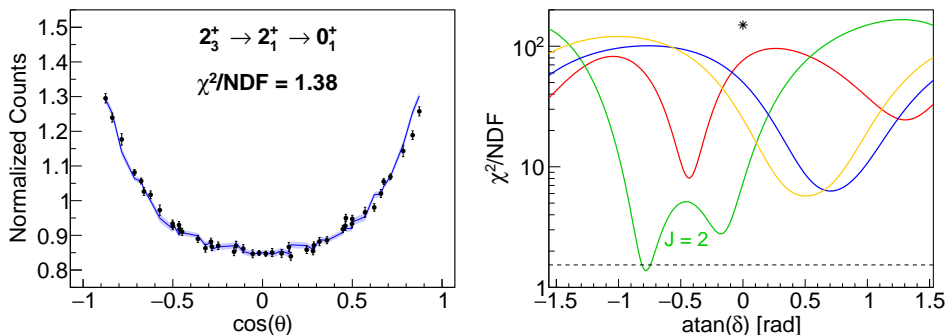 2₃⁺ → 2₁⁺ → 0₁⁺
χ²/NDF = 1.38
Normalized Counts
1.5
1.4
1.3
1.2
1.1
1
0.9
0.8
−1 −0.5 0 0.5 1
cos(θ)
χ²/NDF
10²
10
1
*
J = 2
−1.5 −1 −0.5 0 0.5 1 1.5
atan(δ) [rad]